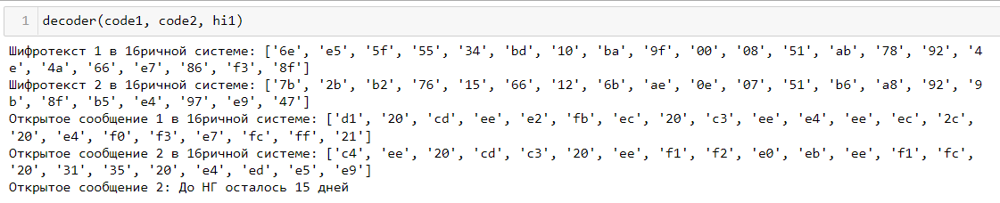 1 decoder(code1, code2, hi1)
Шифротекст 1 в 16ричной системе: ['6e', 'e5', '5f', '55', '34', 'bd', '10', 'ba', '9f', '00', '08', '51', 'ab', '78', '92', '4
e', '4a', '66', 'e7', '86', 'f3', '8f']
Шифротекст 2 в 16ричной системе: ['7b', '2b', 'b2', '76', '15', '66', '12', '6b', 'ae', '0e', '07', '51', 'b6', 'a8', '92', '9
b', '8f', 'b5', 'e4', '97', 'e9', '47']
Открытое сообщение 1 в 16ричной системе: ['d1', '20', 'cd', 'ee', 'e2', 'fb', 'ec', '20', 'c3', 'ee', 'e4', 'ee', 'ec', '2c',
'20', 'e4', 'f0', 'f3', 'e7', 'fc', 'ff', '21']
Открытое сообщение 2 в 16ричной системе: ['c4', 'ee', '20', 'cd', 'c3', '20', 'ee', 'f1', 'f2', 'e0', 'eb', 'ee', 'f1', 'fc',
'20', '31', '35', '20', 'e4', 'ed', 'e5', 'e9']
Открытое сообщение 2: До НГ осталось 15 дней